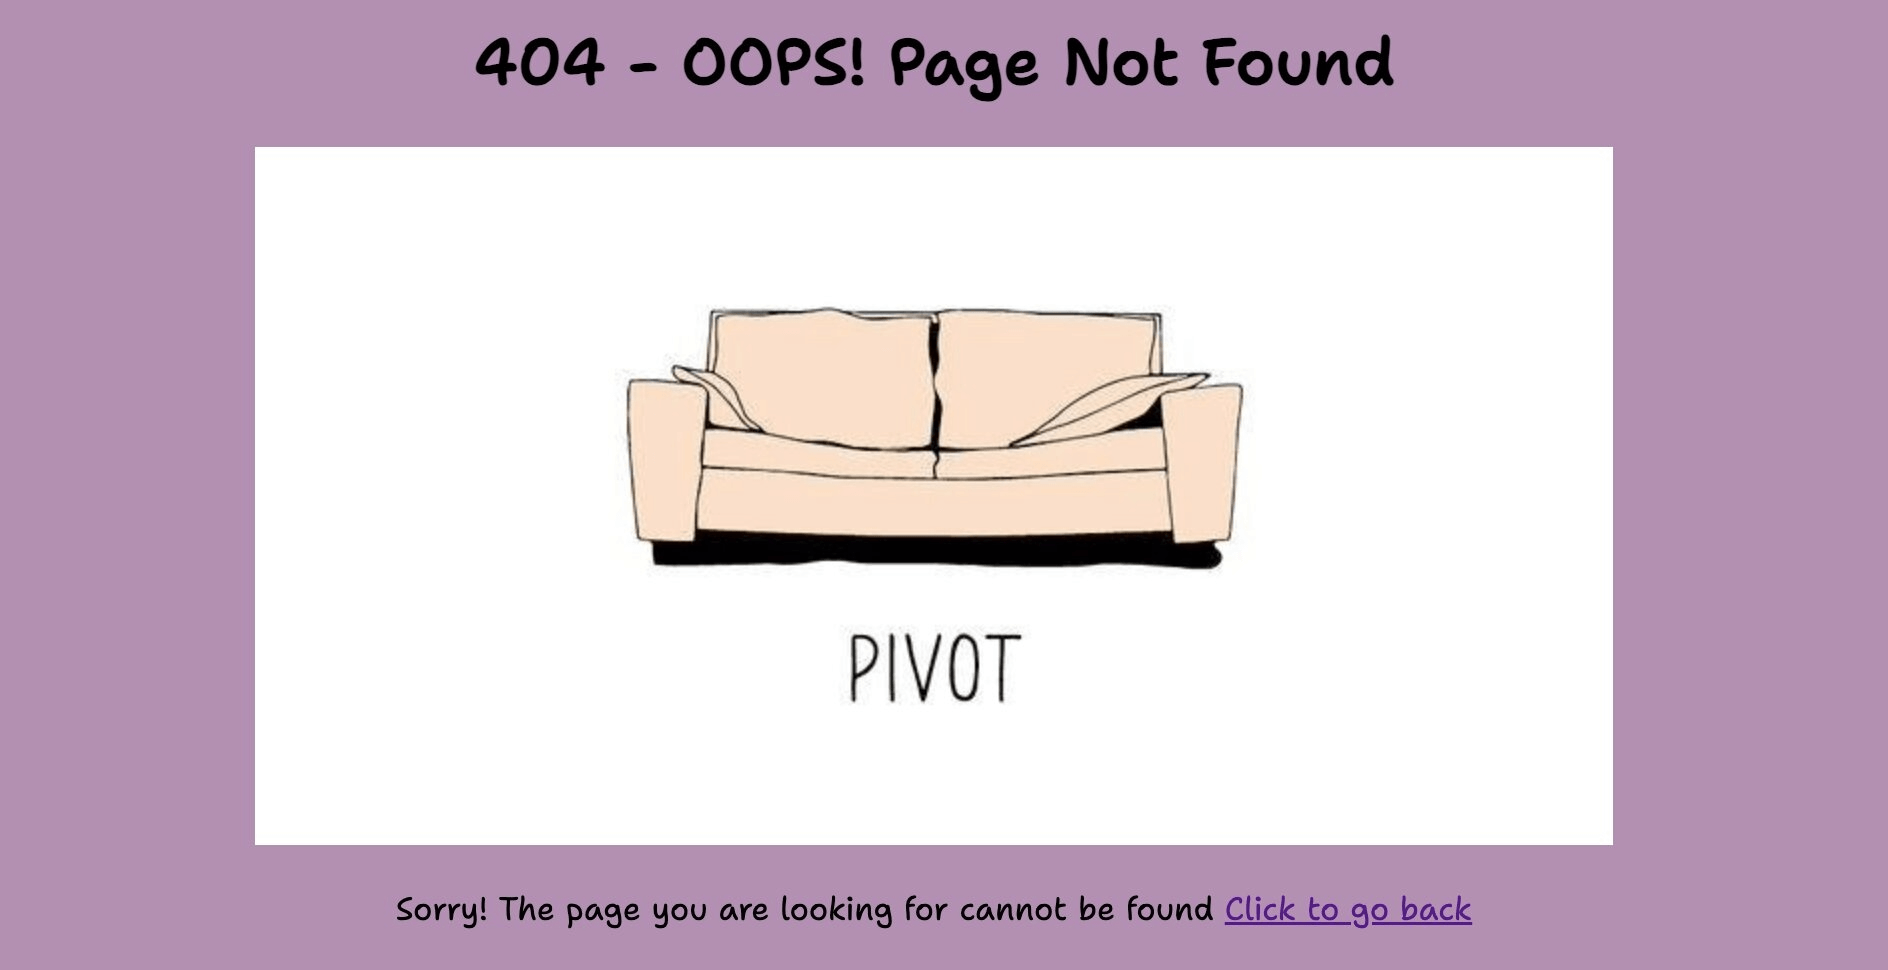 404 - OOPS! Page Not Found
PIVOT
Sorry! The page you are looking for cannot be found Click to go back